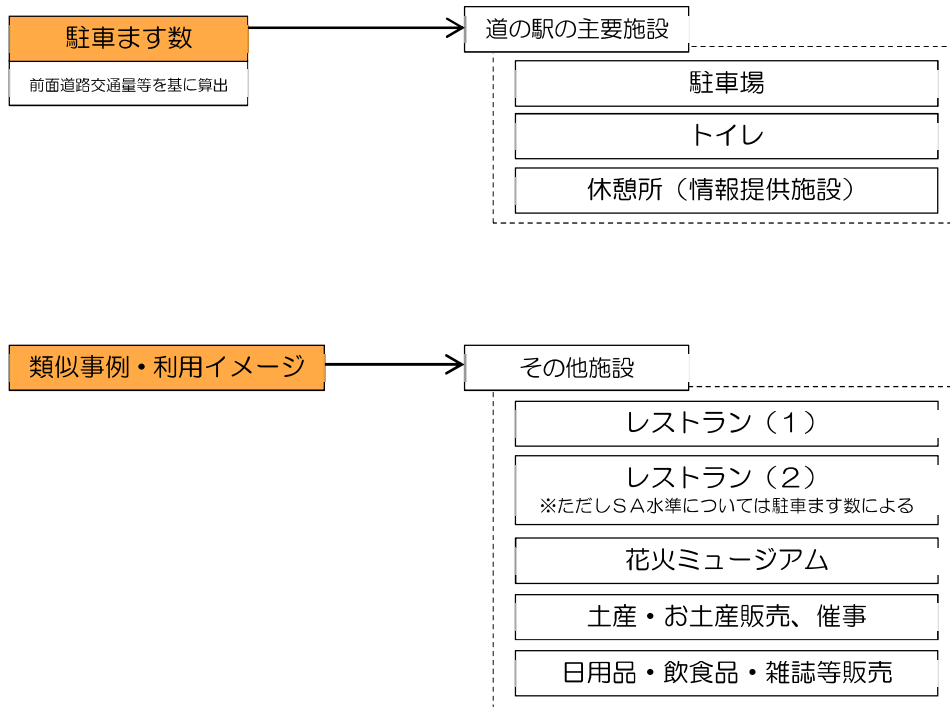 駐車ます数
前面道路交通量等を基に算出
道の駅の主要施設
駐車場
トイレ
休憩所（情報提供施設）
類似事例・利用イメージ
その他施設
レストラン（１）
レストラン（２）
※ただしＳＡ水準については駐車ます数による
花火ミュージアム
土産・お土産販売、催事
日用品・飲食品・雑誌等販売